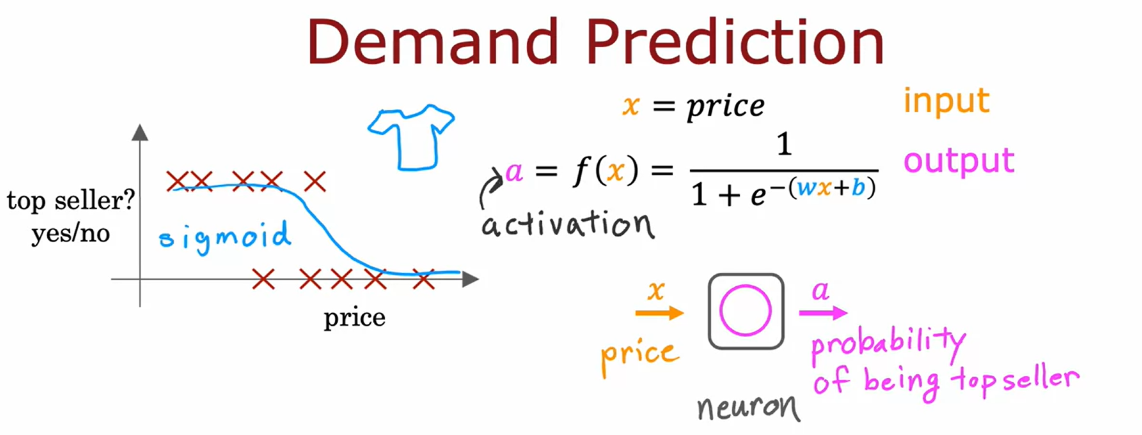 Demand Prediction
x = price
input
a = f(x) = 1 / (1 + e^−(wx+b))
output
activation
top seller?
yes/no
sigmoid
price
x
a
price
probability
of being top seller
neuron